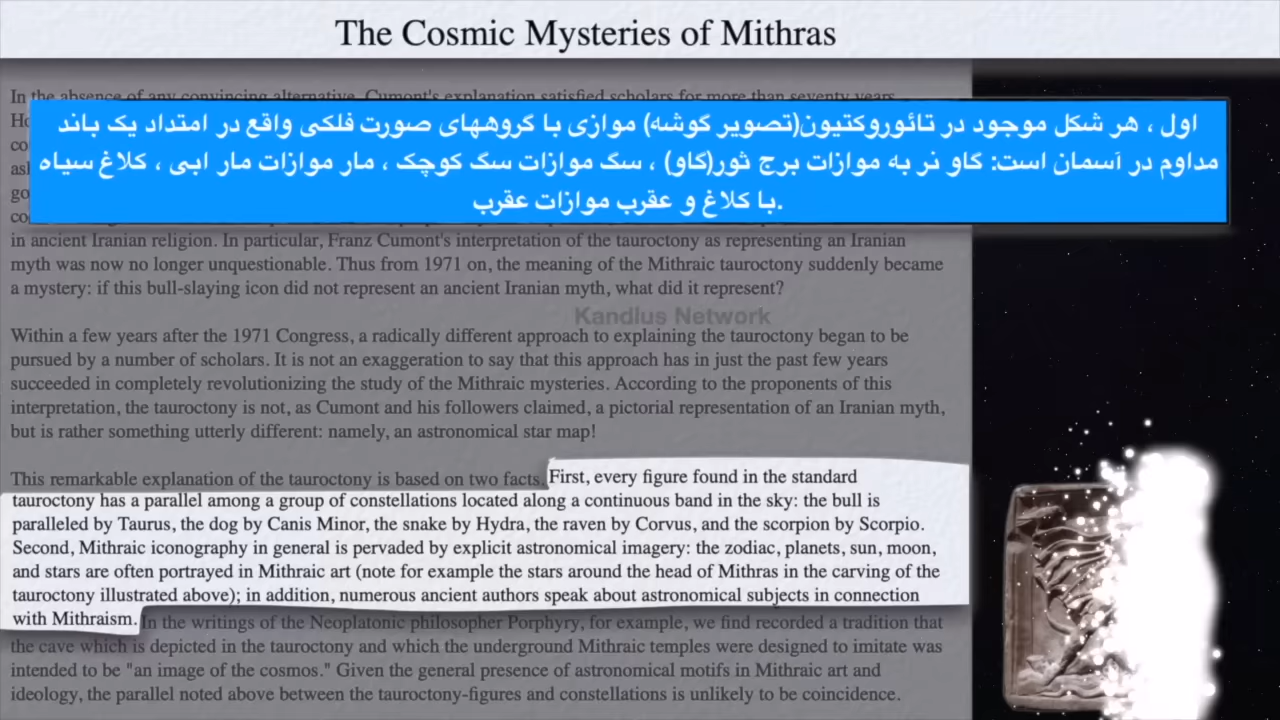 The Cosmic Mysteries of Mithras
In the absence of any convincing alternative, Cumont's explanation satisfied scholars for more than seventy years.
اول ، هر شکل موجود در تائوروکتیون(تصویر گوشه) موازی با گروههای صورت فلکی واقع در امتداد یک باند
مداوم در آسمان است: گاو نر به موازات برج ثور(گاو) ، سگ موازات سگ کوچک ، مار موازات مار ابی ، کلاغ سیاه
با کلاغ و عقرب موازات عقرب.
in ancient Iranian religion. In particular, Franz Cumont's interpretation of the tauroctony as representing an Iranian
myth was now no longer unquestionable. Thus from 1971 on, the meaning of the Mithraic tauroctony suddenly became
a mystery: if this bull-slaying icon did not represent an ancient Iranian myth, what did it represent?
Kandlus Network
Within a few years after the 1971 Congress, a radically different approach to explaining the tauroctony began to be
pursued by a number of scholars. It is not an exaggeration to say that this approach has in just the past few years
succeeded in completely revolutionizing the study of the Mithraic mysteries. According to the proponents of this
interpretation, the tauroctony is not, as Cumont and his followers claimed, a pictorial representation of an Iranian myth,
but is rather something utterly different: namely, an astronomical star map!
This remarkable explanation of the tauroctony is based on two facts. First, every figure found in the standard
tauroctony has a parallel among a group of constellations located along a continuous band in the sky: the bull is
paralleled by Taurus, the dog by Canis Minor, the snake by Hydra, the raven by Corvus, and the scorpion by Scorpio.
Second, Mithraic iconography in general is pervaded by explicit astronomical imagery: the zodiac, planets, sun, moon,
and stars are often portrayed in Mithraic art (note for example the stars around the head of Mithras in the carving of the
tauroctony illustrated above); in addition, numerous ancient authors speak about astronomical subjects in connection
with Mithraism. In the writings of the Neoplatonic philosopher Porphyry, for example, we find recorded a tradition that
the cave which is depicted in the tauroctony and which the underground Mithraic temples were designed to imitate was
intended to be "an image of the cosmos." Given the general presence of astronomical motifs in Mithraic art and
ideology, the parallel noted above between the tauroctony-figures and constellations is unlikely to be coincidence.